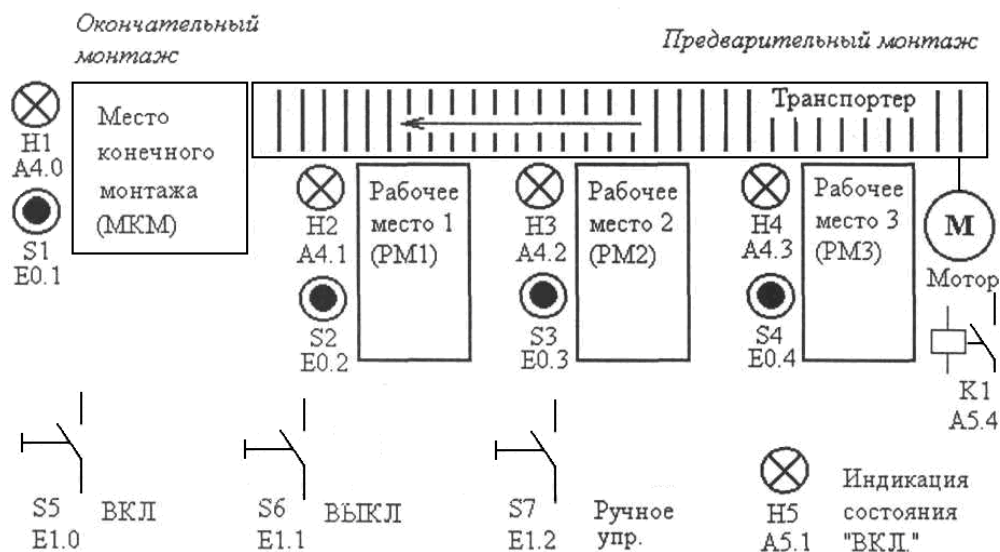 Окончательный
монтаж
Предварительный монтаж
H1
A4.0
S1
E0.1
Место
конечного
монтажа
(МКМ)
Транспортер
H2
A4.1
S2
E0.2
Рабочее
место 1
(РМ1)
H3
A4.2
S3
E0.3
Рабочее
место 2
(РМ2)
H4
A4.3
S4
E0.4
Рабочее
место 3
(РМ3)
M
Мотор
K1
A5.4
S5
E1.0
ВКЛ
S6
E1.1
ВЫКЛ
S7
E1.2
Ручное
упр.
H5
A5.1
Индикация
состояния
"ВКЛ."